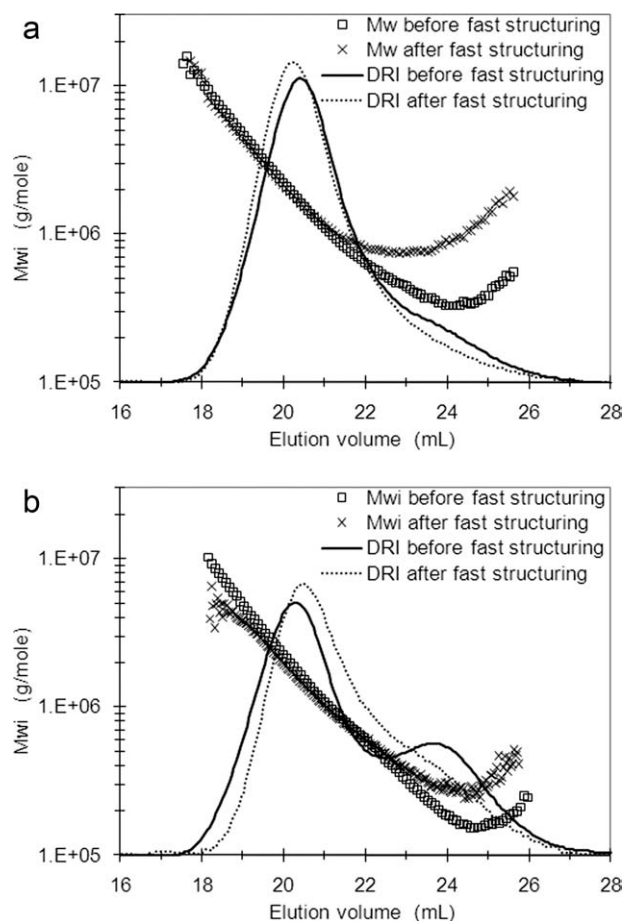 a
Mw before fast structuring
Mw after fast structuring
DRI before fast structuring
DRI after fast structuring
1.E+07
1.E+06
1.E+05
Mwi (g/mole)
16 18 20 22 24 26 28
Elution volume (mL)
b
Mwi before fast structuring
Mwi after fast structuring
DRI before fast structuring
DRI after fast structuring
1.E+07
1.E+06
1.E+05
Mwi (g/mole)
16 18 20 22 24 26 28
Elution volume (mL)